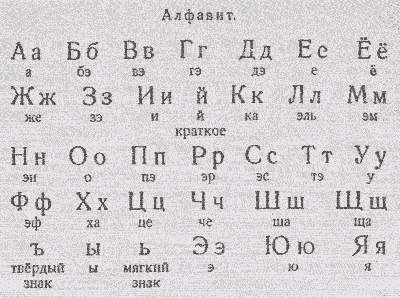 Алфавит.
Аа Бб Вв Гг Дд Ее Ёё
а бэ вэ гэ дэ е ё
Жж Зз Ии й Кк Лл Мм
же зэ и й ка эль эм
краткое
Нн Оо Пп Рр Сс Тт Уу
эн о пэ эр эс тэ у
Фф Хх Цц Чч Шш Щщ
эф ха це че ша ща
ъ ы ь Ээ Юю Яя
твёрдый ы мягкий э ю я
знак знак